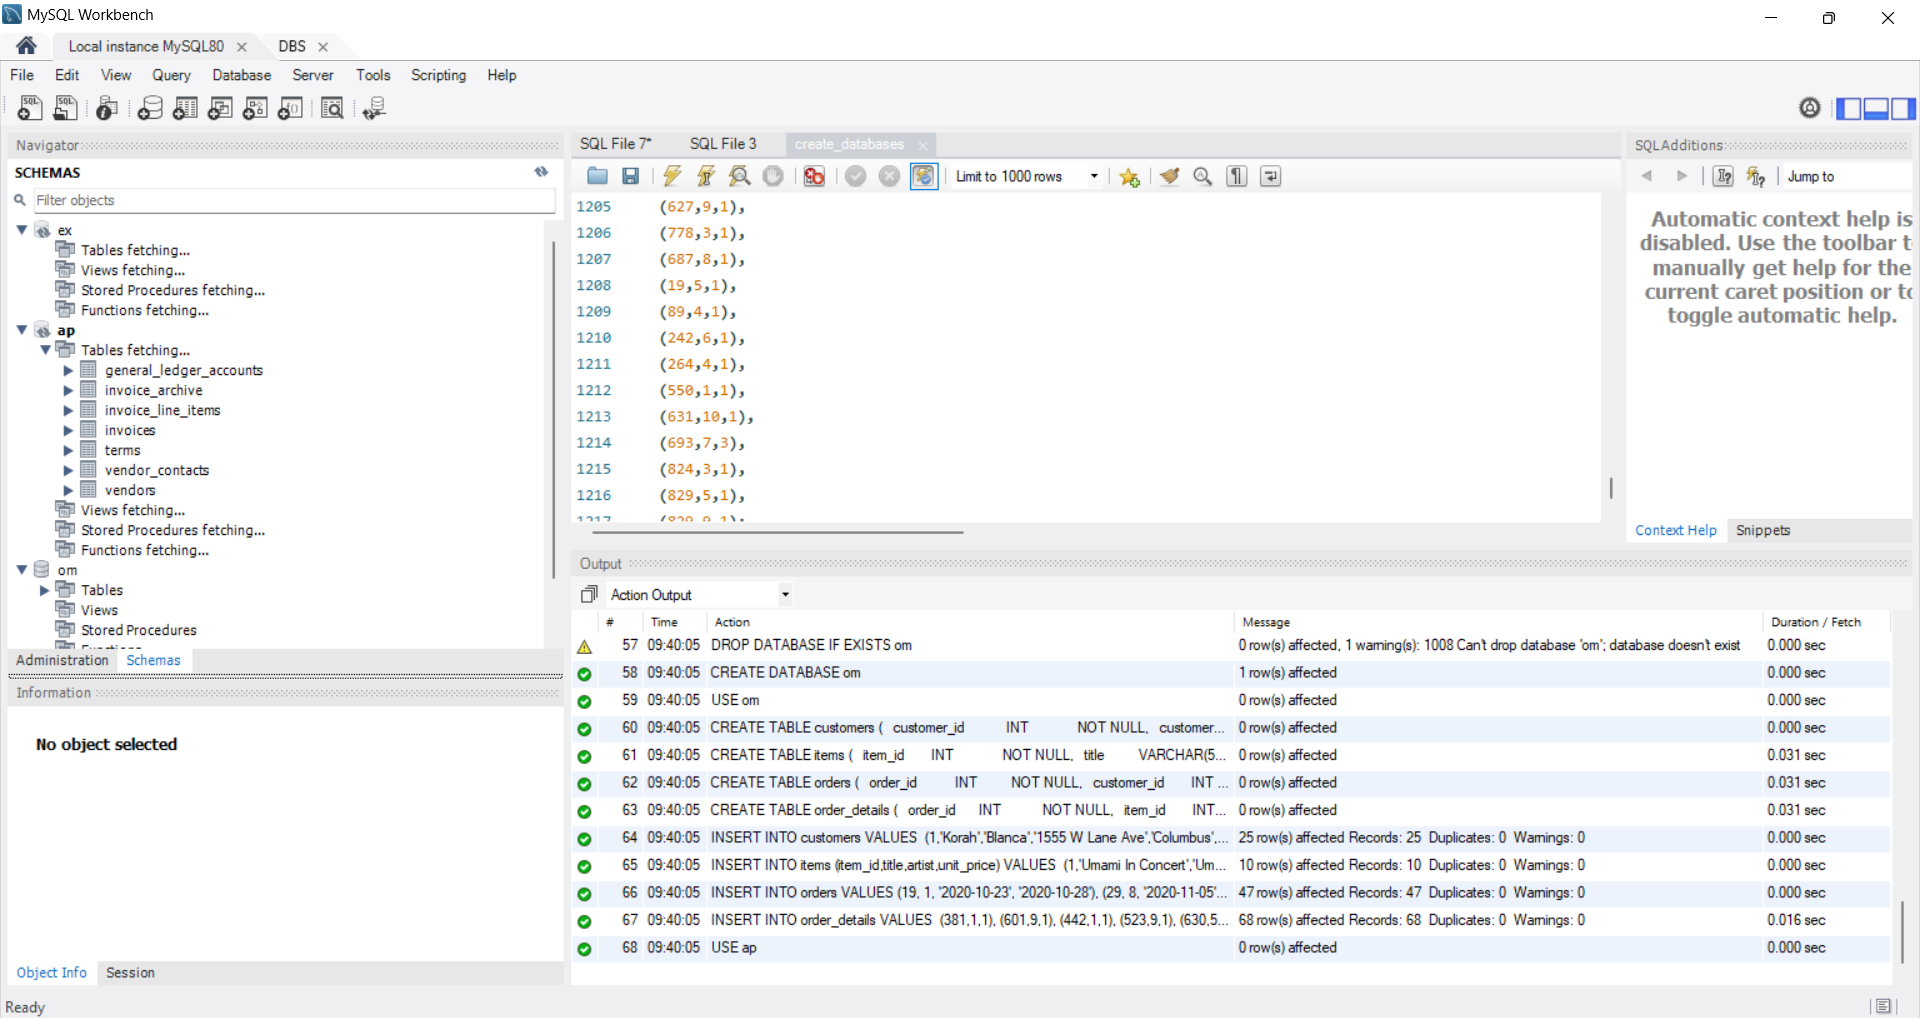 MySQL Workbench
Local instance MySQL80
DBS
File Edit View Query Database Server Tools Scripting Help
Navigator
SCHEMAS
Filter objects
ex
Tables fetching...
Views fetching...
Stored Procedures fetching...
Functions fetching...
ap
Tables fetching...
general_ledger_accounts
invoice_archive
invoice_line_items
invoices
terms
vendor_contacts
vendors
Views fetching...
Stored Procedures fetching...
Functions fetching...
om
Tables
Views
Stored Procedures
Administration Schemas
Information
No object selected
Object Info Session
Ready
SQL File 7* SQL File 3 create_databases
Limit to 1000 rows
1205 (627,9,1),
1206 (778,3,1),
1207 (687,8,1),
1208 (19,5,1),
1209 (89,4,1),
1210 (242,6,1),
1211 (264,4,1),
1212 (550,1,1),
1213 (631,10,1),
1214 (693,7,3),
1215 (824,3,1),
1216 (829,5,1),
1217 (829,9,1);
SQLAdditions
Jump to
Automatic context help is
disabled. Use the toolbar t
manually get help for the
current caret position or to
toggle automatic help.
Context Help Snippets
Output
Action Output
# Time Action Message Duration / Fetch
57 09:40:05 DROP DATABASE IF EXISTS om 0 row(s) affected, 1 warning(s): 1008 Can't drop database 'om'; database doesn't exist 0.000 sec
58 09:40:05 CREATE DATABASE om 1 row(s) affected 0.000 sec
59 09:40:05 USE om 0 row(s) affected 0.000 sec
60 09:40:05 CREATE TABLE customers ( customer_id INT NOT NULL, customer... 0 row(s) affected 0.000 sec
61 09:40:05 CREATE TABLE items ( item_id INT NOT NULL, title VARCHAR(5... 0 row(s) affected 0.031 sec
62 09:40:05 CREATE TABLE orders ( order_id INT NOT NULL, customer_id INT ... 0 row(s) affected 0.031 sec
63 09:40:05 CREATE TABLE order_details ( order_id INT NOT NULL, item_id INT... 0 row(s) affected 0.031 sec
64 09:40:05 INSERT INTO customers VALUES (1,'Korah','Blanca','1555 W Lane Ave','Columbus',... 25 row(s) affected Records: 25 Duplicates: 0 Warnings: 0 0.000 sec
65 09:40:05 INSERT INTO items (item_id,title,artist,unit_price) VALUES (1,'Umami In Concert','Um... 10 row(s) affected Records: 10 Duplicates: 0 Warnings: 0 0.000 sec
66 09:40:05 INSERT INTO orders VALUES (19, 1, '2020-10-23', '2020-10-28'), (29, 8, '2020-11-05'... 47 row(s) affected Records: 47 Duplicates: 0 Warnings: 0 0.000 sec
67 09:40:05 INSERT INTO order_details VALUES (381,1,1), (601,9,1), (442,1,1), (523,9,1), (630,5... 68 row(s) affected Records: 68 Duplicates: 0 Warnings: 0 0.016 sec
68 09:40:05 USE ap 0 row(s) affected 0.000 sec